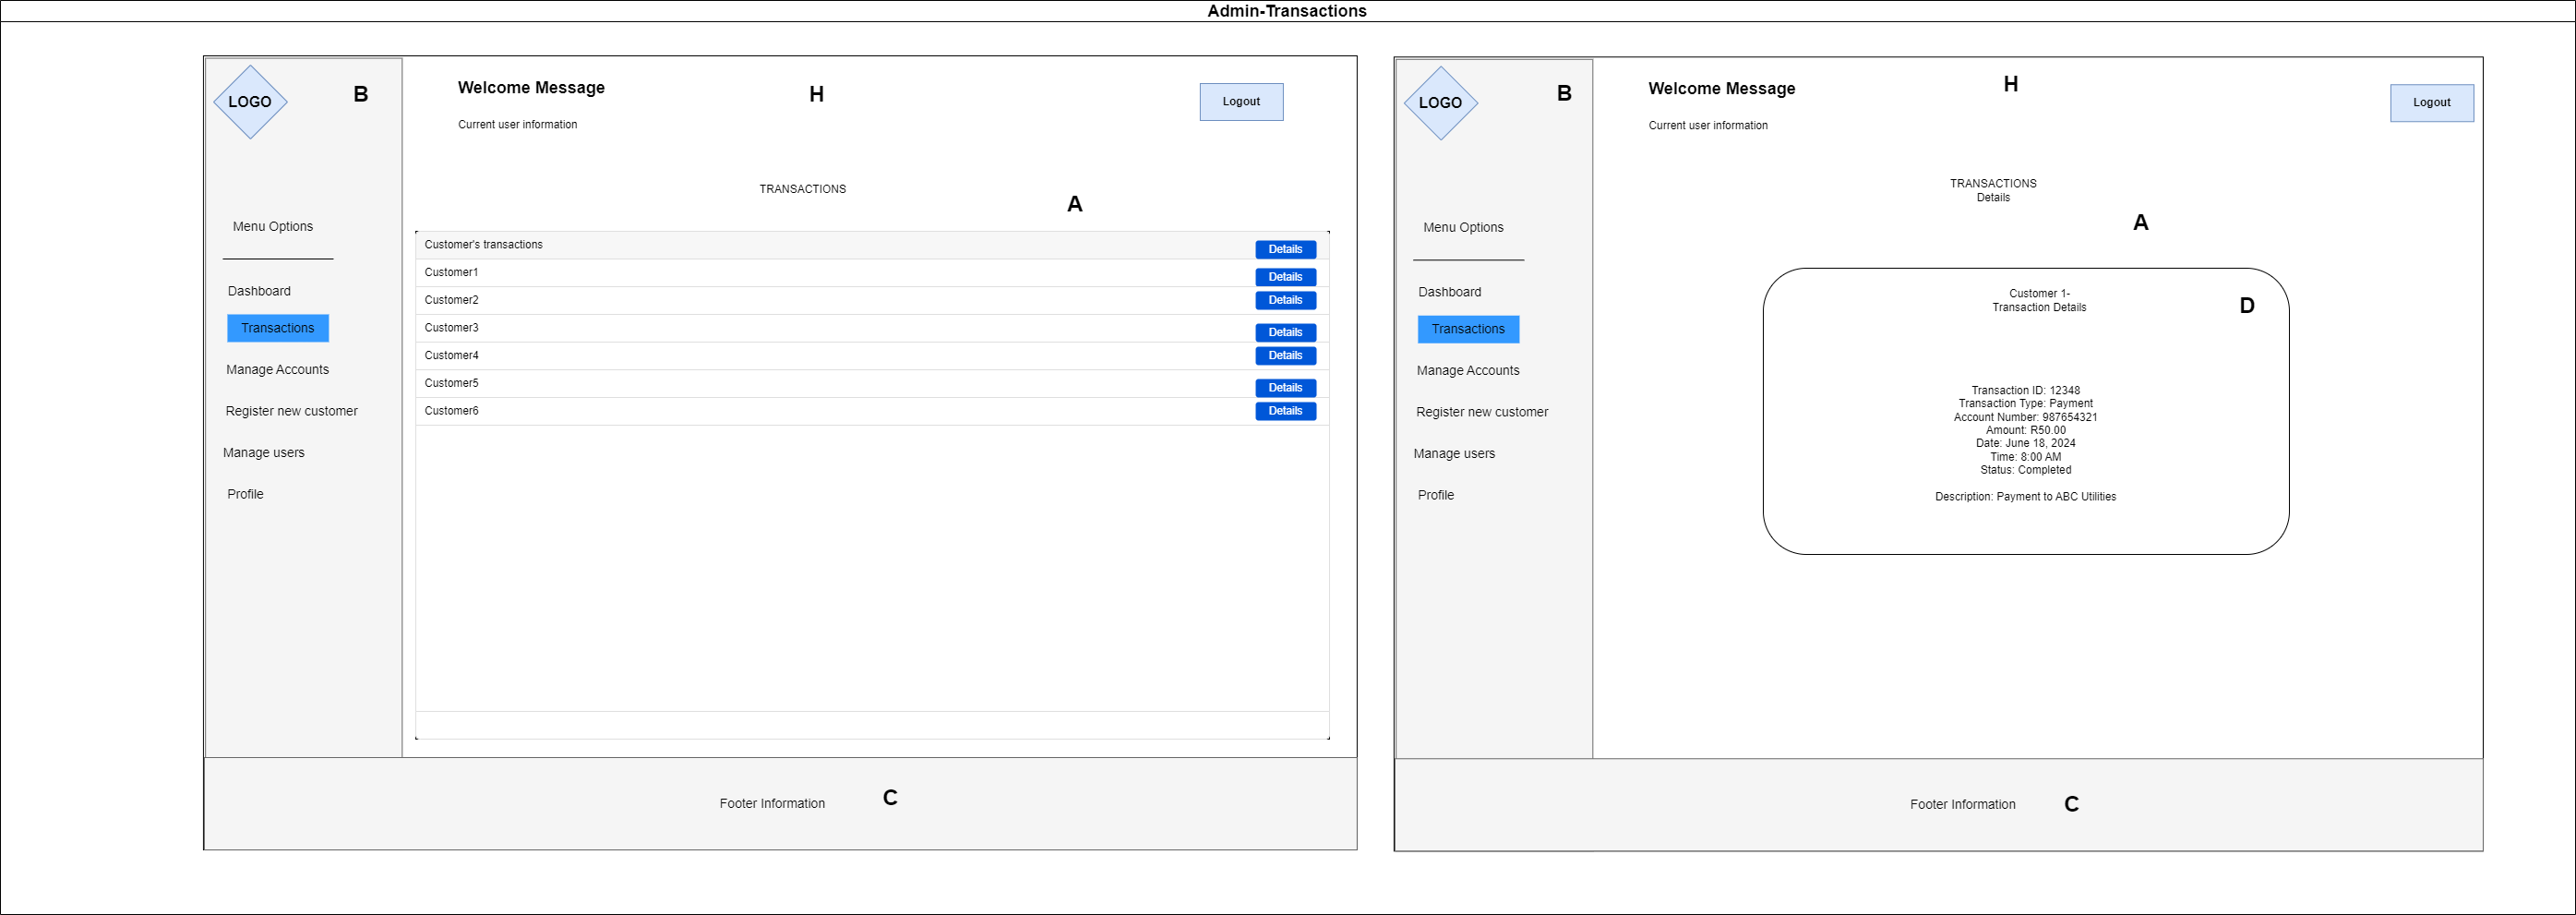 Admin-Transactions
LOGO
B
Welcome Message
H
Logout
Current user information
TRANSACTIONS
A
Menu Options
Dashboard
Transactions
Manage Accounts
Register new customer
Manage users
Profile
Customer's transactions Details
Customer1 Details
Customer2 Details
Customer3 Details
Customer4 Details
Customer5 Details
Customer6 Details
Footer Information
C
LOGO
B
Welcome Message
H
Logout
Current user information
TRANSACTIONS
Details
A
Menu Options
Dashboard
Transactions
Manage Accounts
Register new customer
Manage users
Profile
Customer 1-
Transaction Details
D
Transaction ID: 12348
Transaction Type: Payment
Account Number: 987654321
Amount: R50.00
Date: June 18, 2024
Time: 8:00 AM
Status: Completed
Description: Payment to ABC Utilities
Footer Information
C